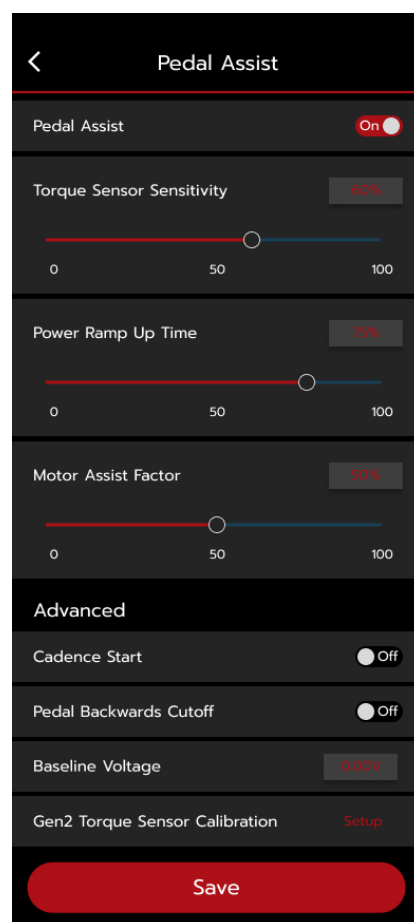 Pedal Assist
Pedal Assist On
Torque Sensor Sensitivity 60%
0 50 100
Power Ramp Up Time 75%
0 50 100
Motor Assist Factor 50%
0 50 100
Advanced
Cadence Start Off
Pedal Backwards Cutoff Off
Baseline Voltage 0.00V
Gen2 Torque Sensor Calibration Setup
Save